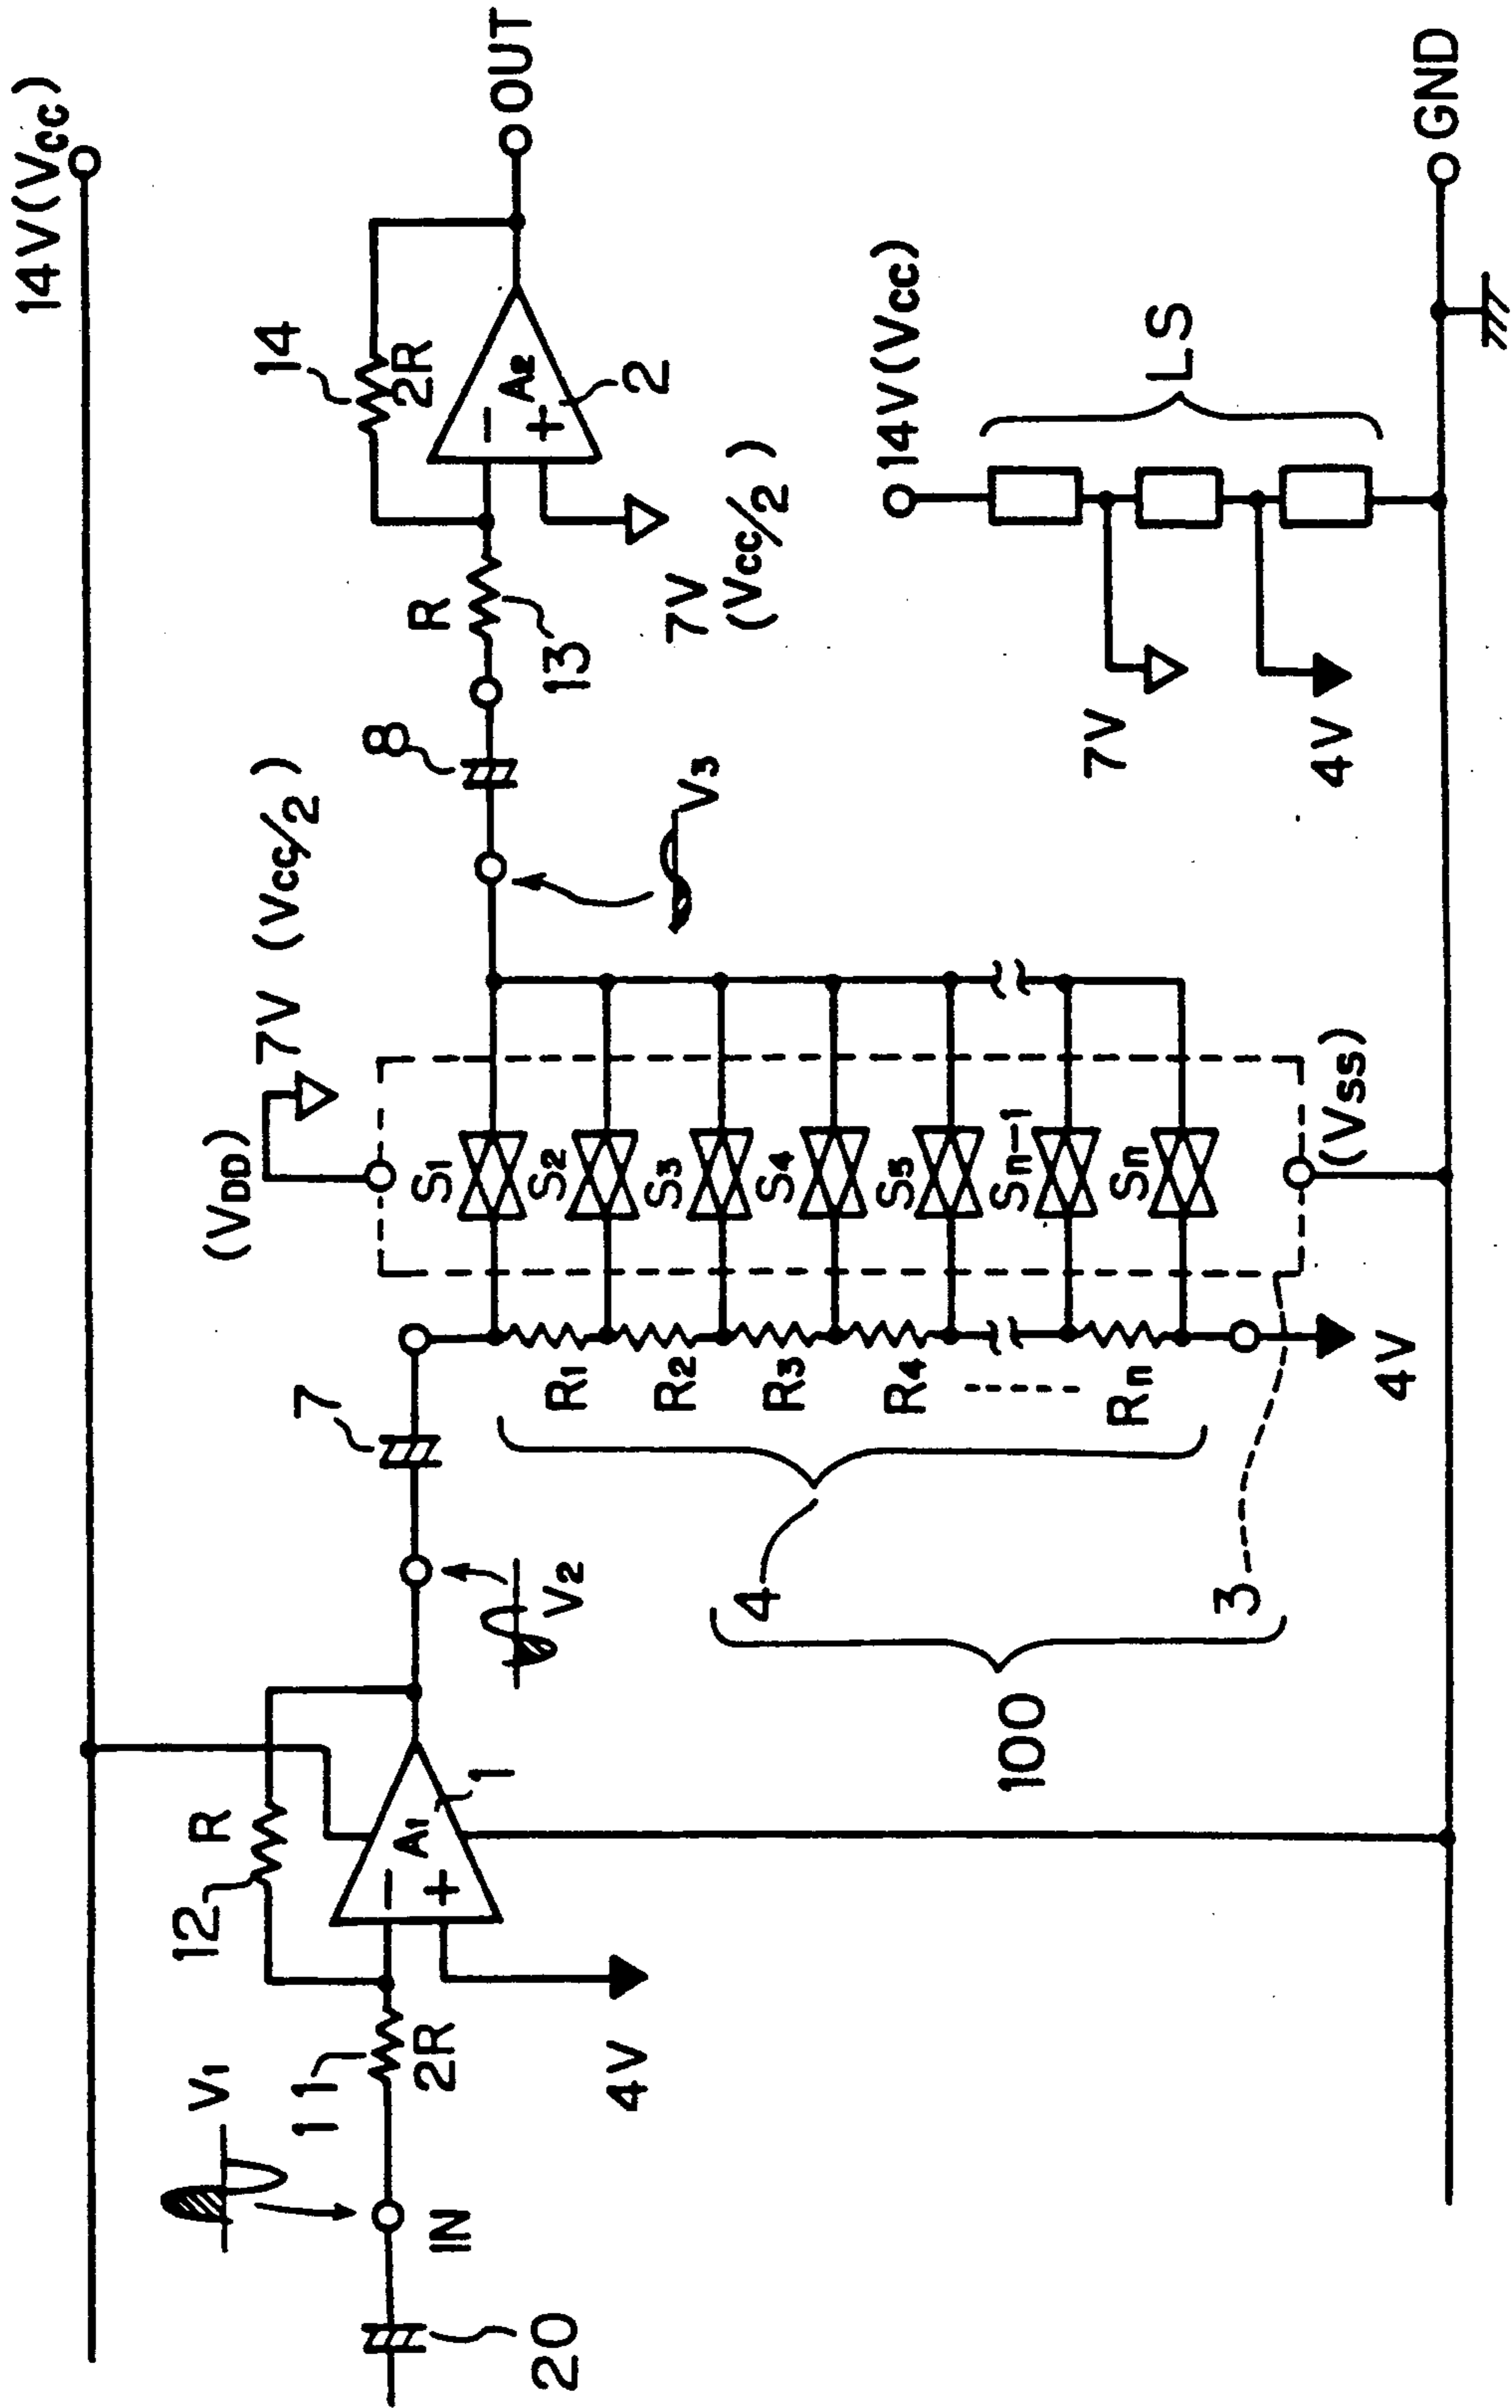 14V(Vcc)
V1
11
2R
IN
20
12
R
A1
−
+
1
4V
V2
7
(VDD)
7V (Vcc/2)
S1
S2
S3
S4
S5
Sn-1
Sn
R1
R2
R3
R4
Rn
4
3
100
4V
(Vss)
V3
8
R
13
14
2R
A2
−
+
2
7V
(Vcc/2)
OUT
14V(Vcc)
LS
7V
4V
GND